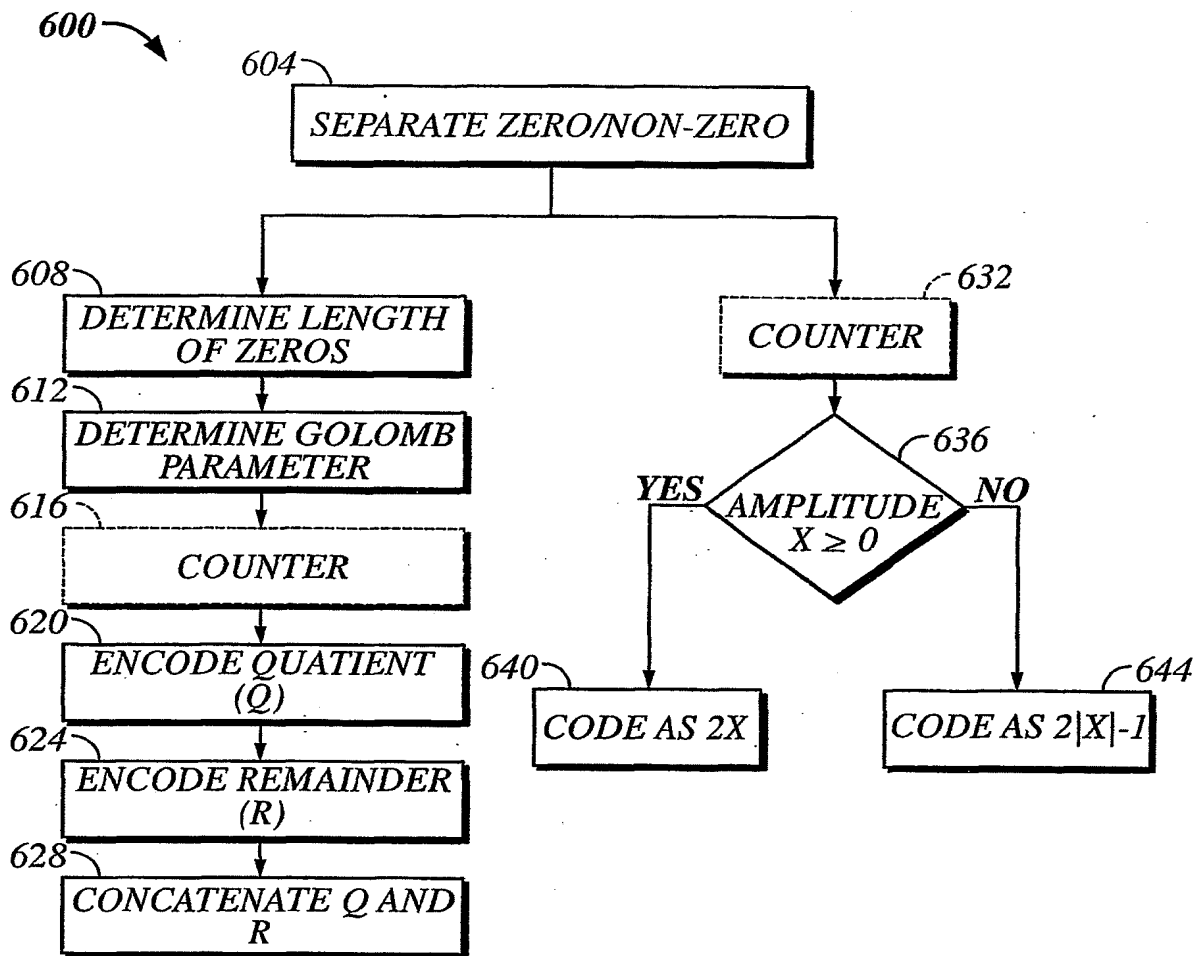 600
604
SEPARATE ZERO/NON-ZERO
608
DETERMINE LENGTH
OF ZEROS
612
DETERMINE GOLOMB
PARAMETER
616
COUNTER
620
ENCODE QUATIENT
(Q)
624
ENCODE REMAINDER
(R)
628
CONCATENATE Q AND
R
632
COUNTER
636
YES
AMPLITUDE
X ≥ 0
NO
640
CODE AS 2X
644
CODE AS 2|X|-1